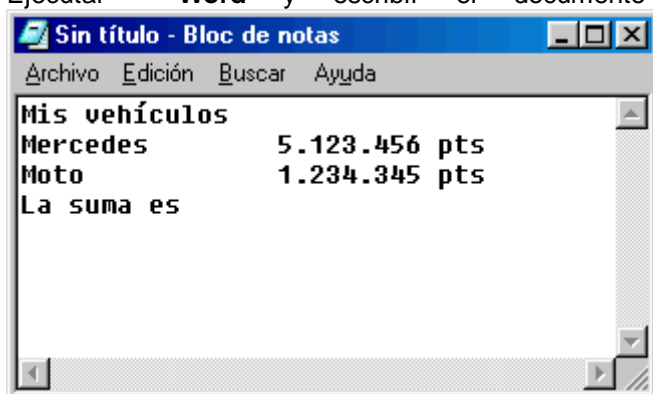 Ejecutar Word y escribir el documento
Sin título - Bloc de notas
Archivo Edición Buscar Ayuda
Mis vehículos
Mercedes 5.123.456 pts
Moto 1.234.345 pts
La suma es